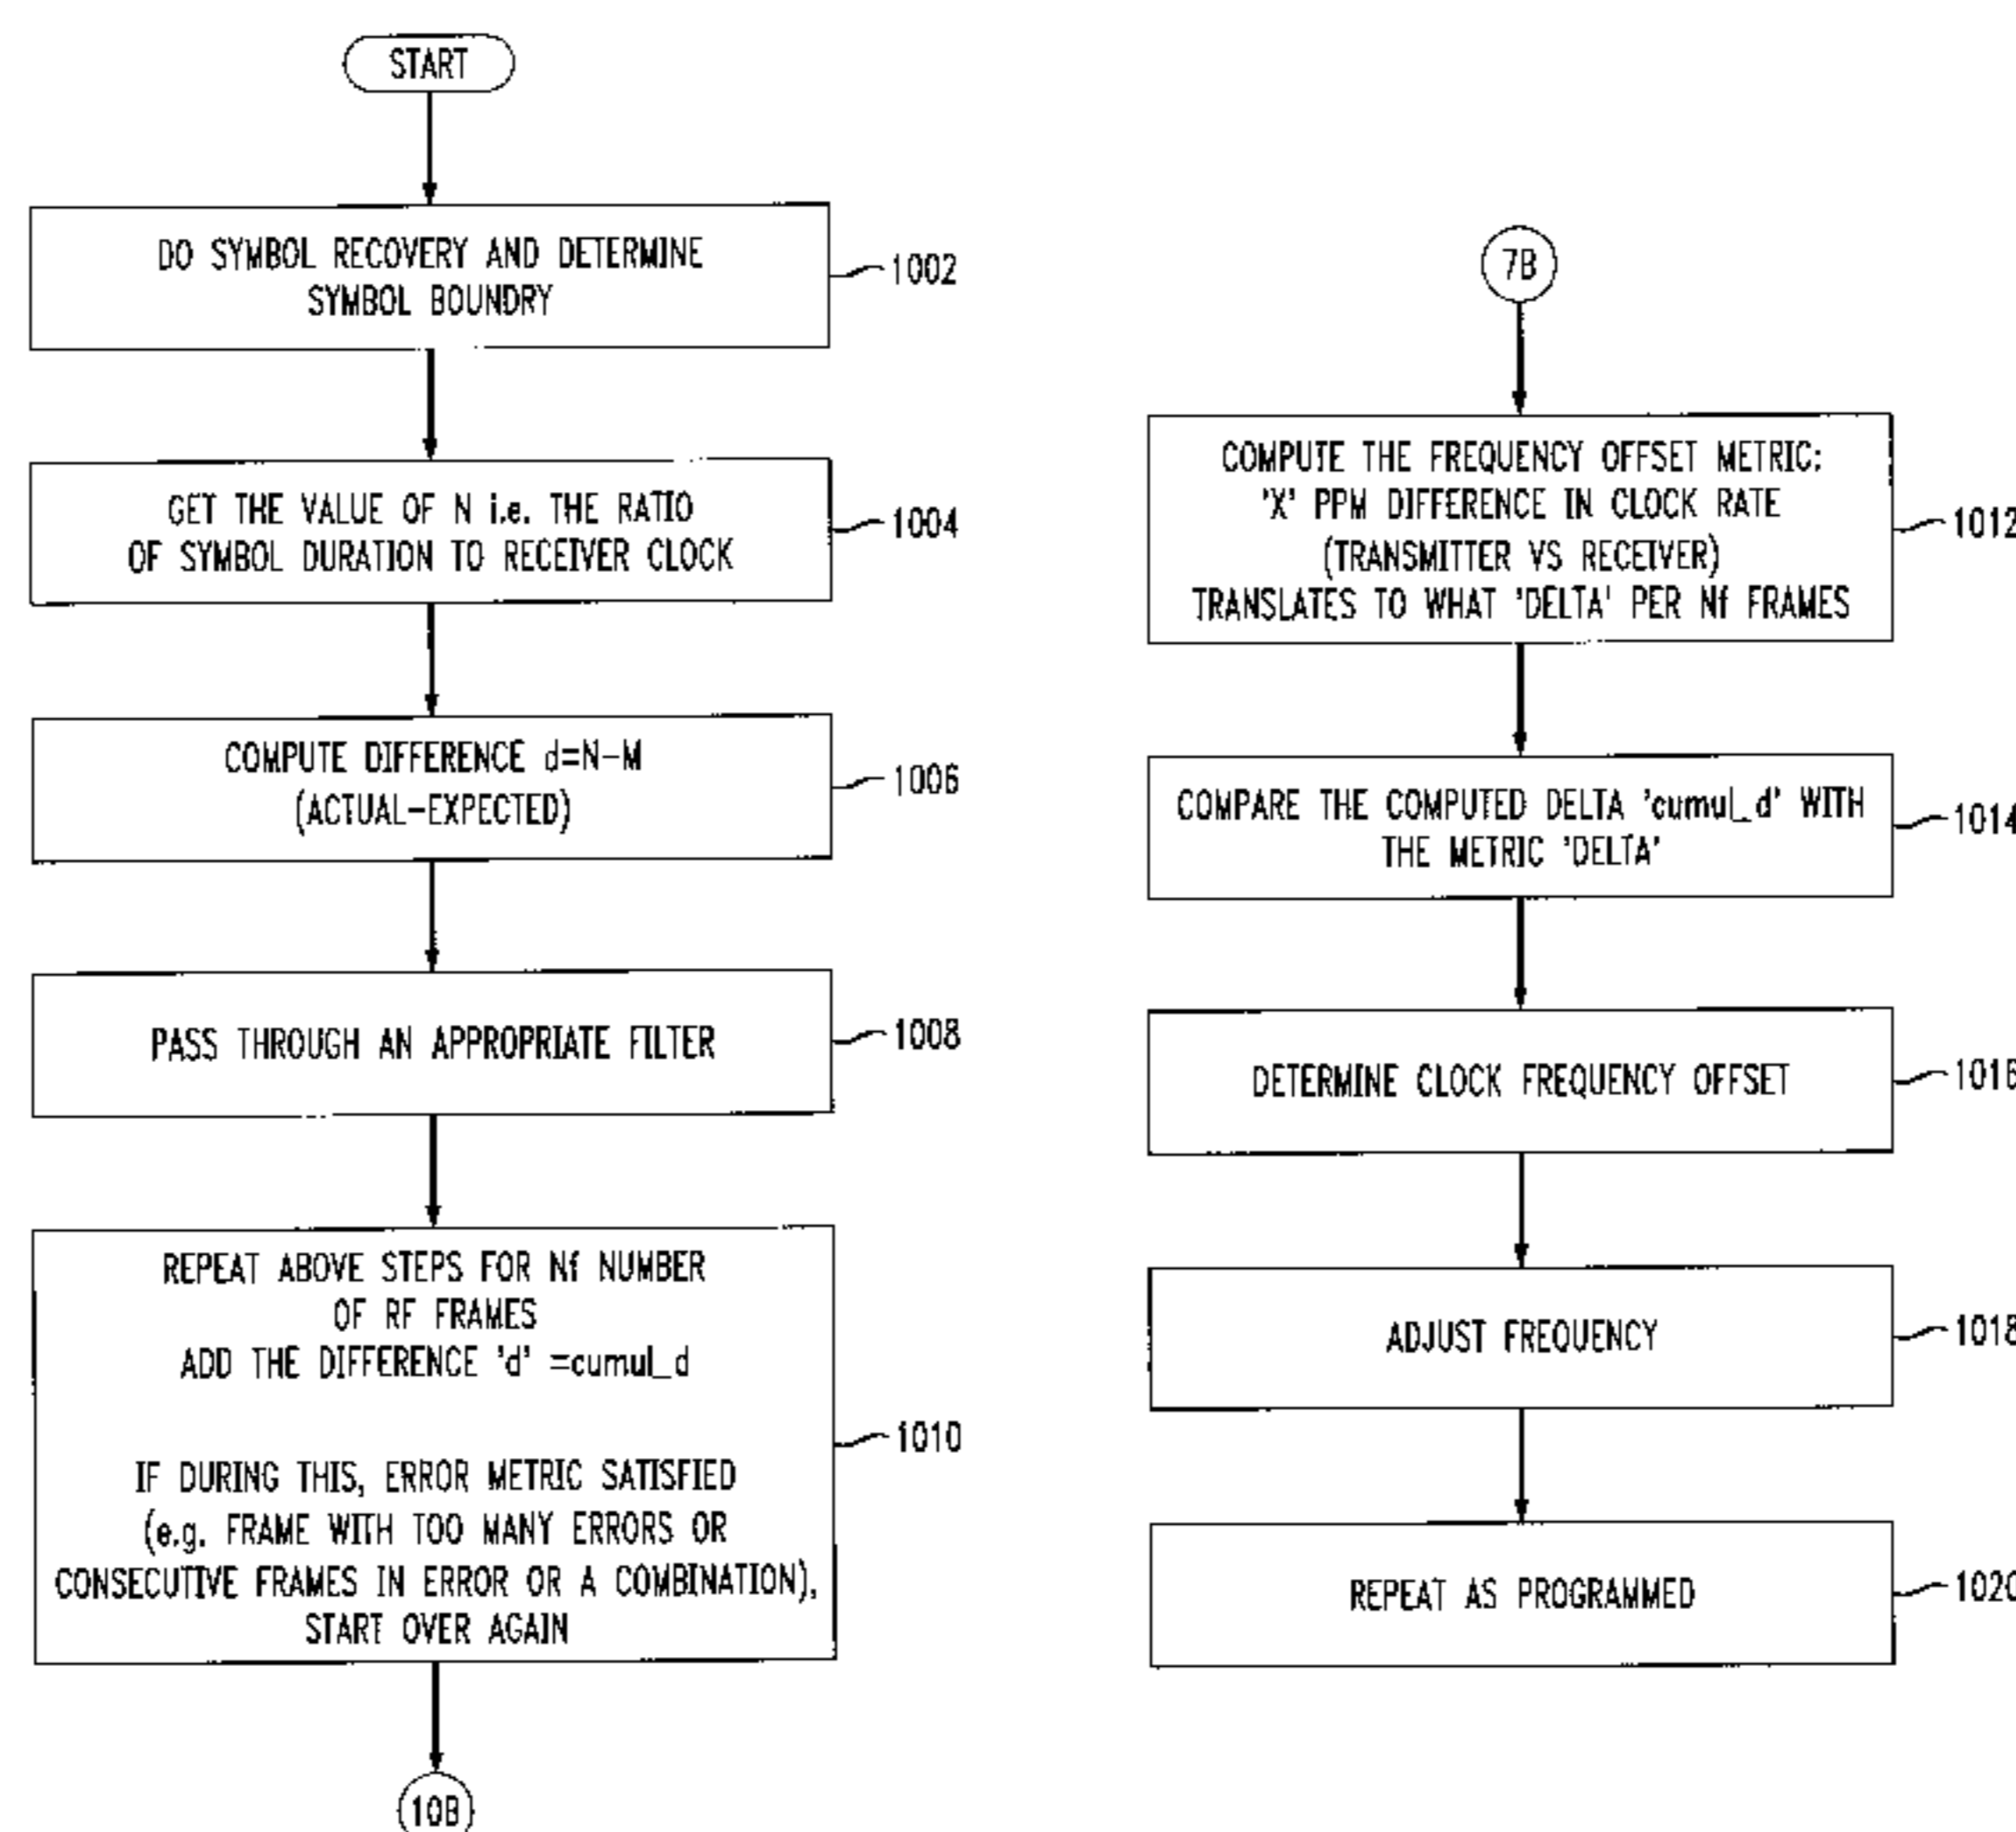 START
DO SYMBOL RECOVERY AND DETERMINE
SYMBOL BOUNDRY
1002
GET THE VALUE OF N i.e. THE RATIO
OF SYMBOL DURATION TO RECEIVER CLOCK
1004
COMPUTE DIFFERENCE d=N-M
(ACTUAL-EXPECTED)
1006
PASS THROUGH AN APPROPRIATE FILTER
1008
REPEAT ABOVE STEPS FOR Nf NUMBER
OF RF FRAMES
ADD THE DIFFERENCE 'd' =cumul_d
IF DURING THIS, ERROR METRIC SATISFIED
(e.g. FRAME WITH TOO MANY ERRORS OR
CONSECUTIVE FRAMES IN ERROR OR A COMBINATION),
START OVER AGAIN
1010
10B
7B
COMPUTE THE FREQUENCY OFFSET METRIC:
'X' PPM DIFFERENCE IN CLOCK RATE
(TRANSMITTER VS RECEIVER)
TRANSLATES TO WHAT 'DELTA' PER Nf FRAMES
1012
COMPARE THE COMPUTED DELTA 'cumul_d' WITH
THE METRIC 'DELTA'
1014
DETERMINE CLOCK FREQUENCY OFFSET
1016
ADJUST FREQUENCY
1018
REPEAT AS PROGRAMMED
1020